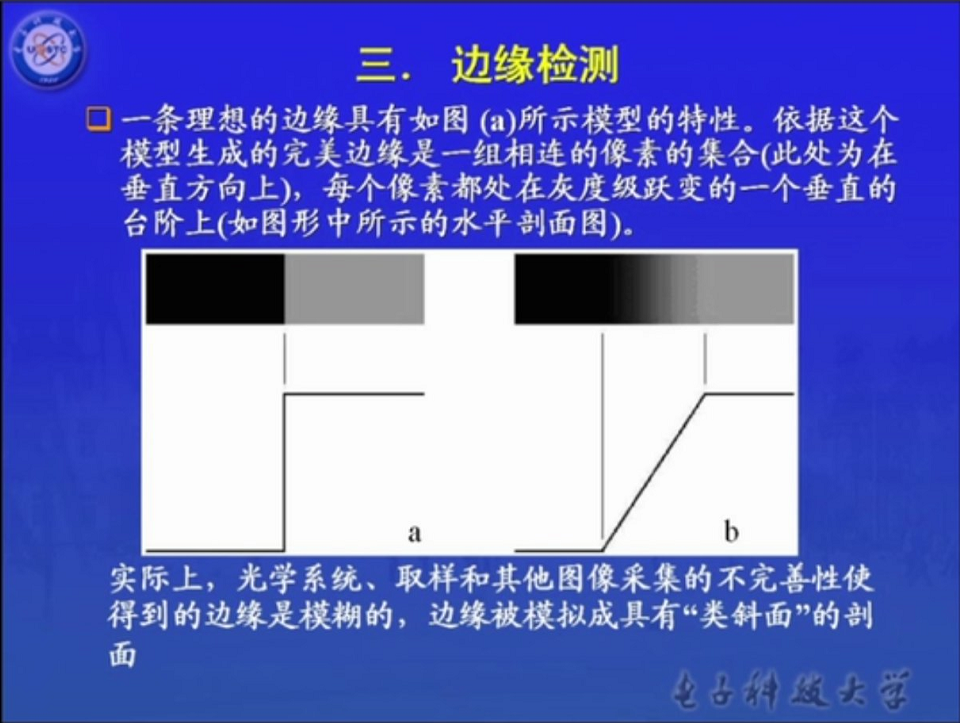 三． 边缘检测
一条理想的边缘具有如图 (a)所示模型的特性。依据这个
模型生成的完美边缘是一组相连的像素的集合(此处为在
垂直方向上)，每个像素都处在灰度级跃变的一个垂直的
台阶上(如图形中所示的水平剖面图)。
a
b
实际上，光学系统、取样和其他图像采集的不完善性使
得到的边缘是模糊的，边缘被模拟成具有“类斜面”的剖
面
电子科技大学